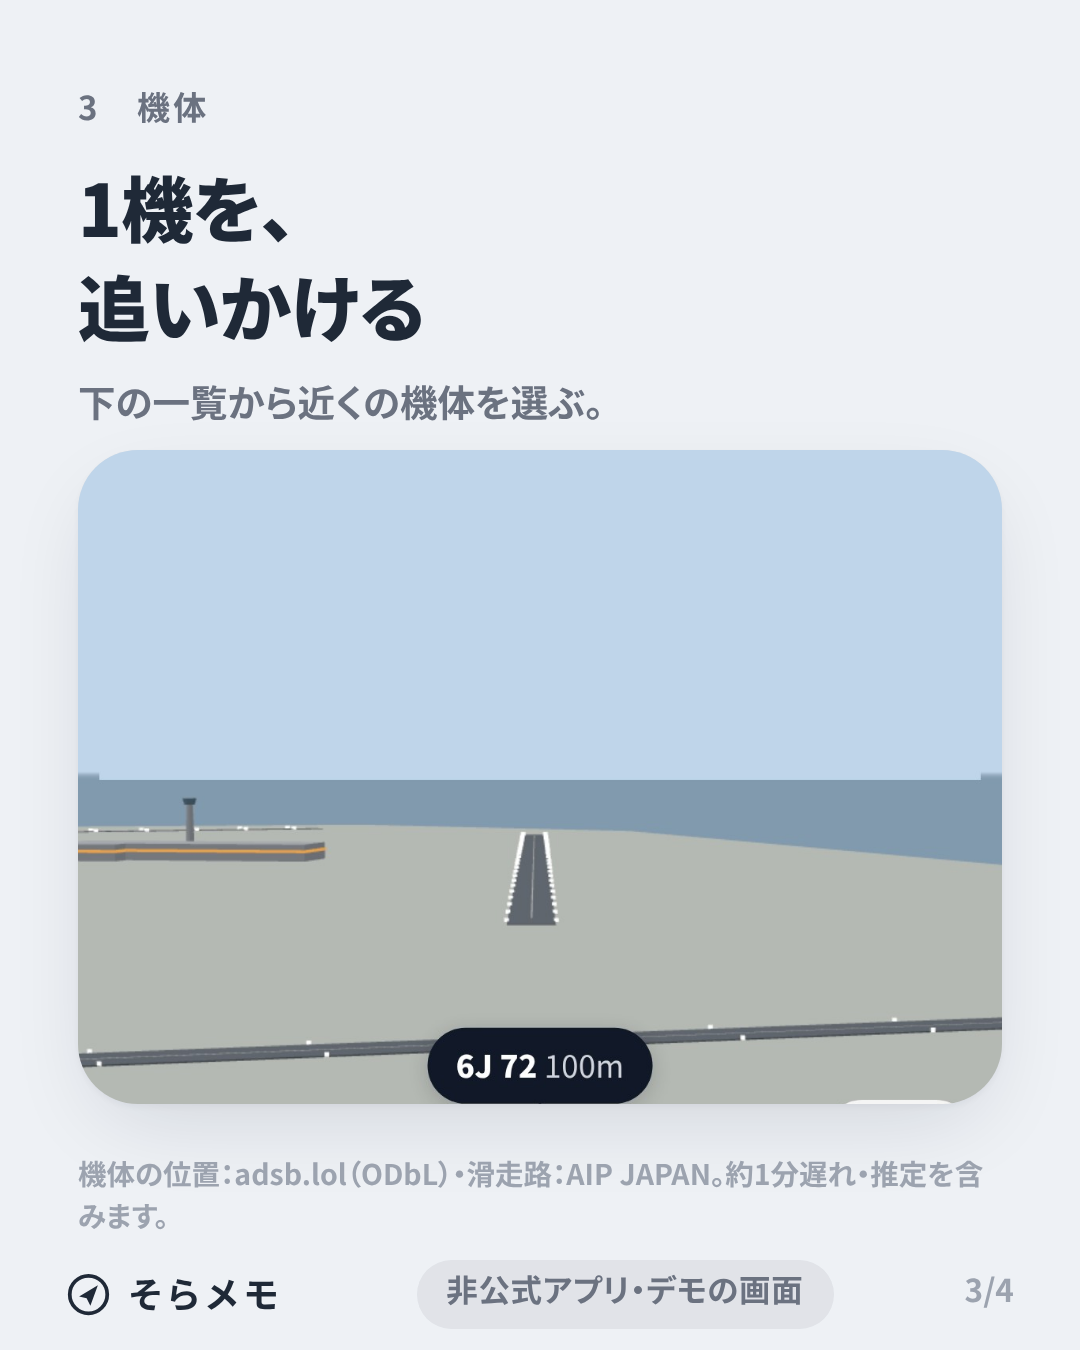 3 機体
1機を、
追いかける
下の一覧から近くの機体を選ぶ。
6J 72 100m
機体の位置：adsb.lol（ODbL）・滑走路：AIP JAPAN。約1分遅れ・推定を含
みます。
そらメモ
非公式アプリ・デモの画面
3/4